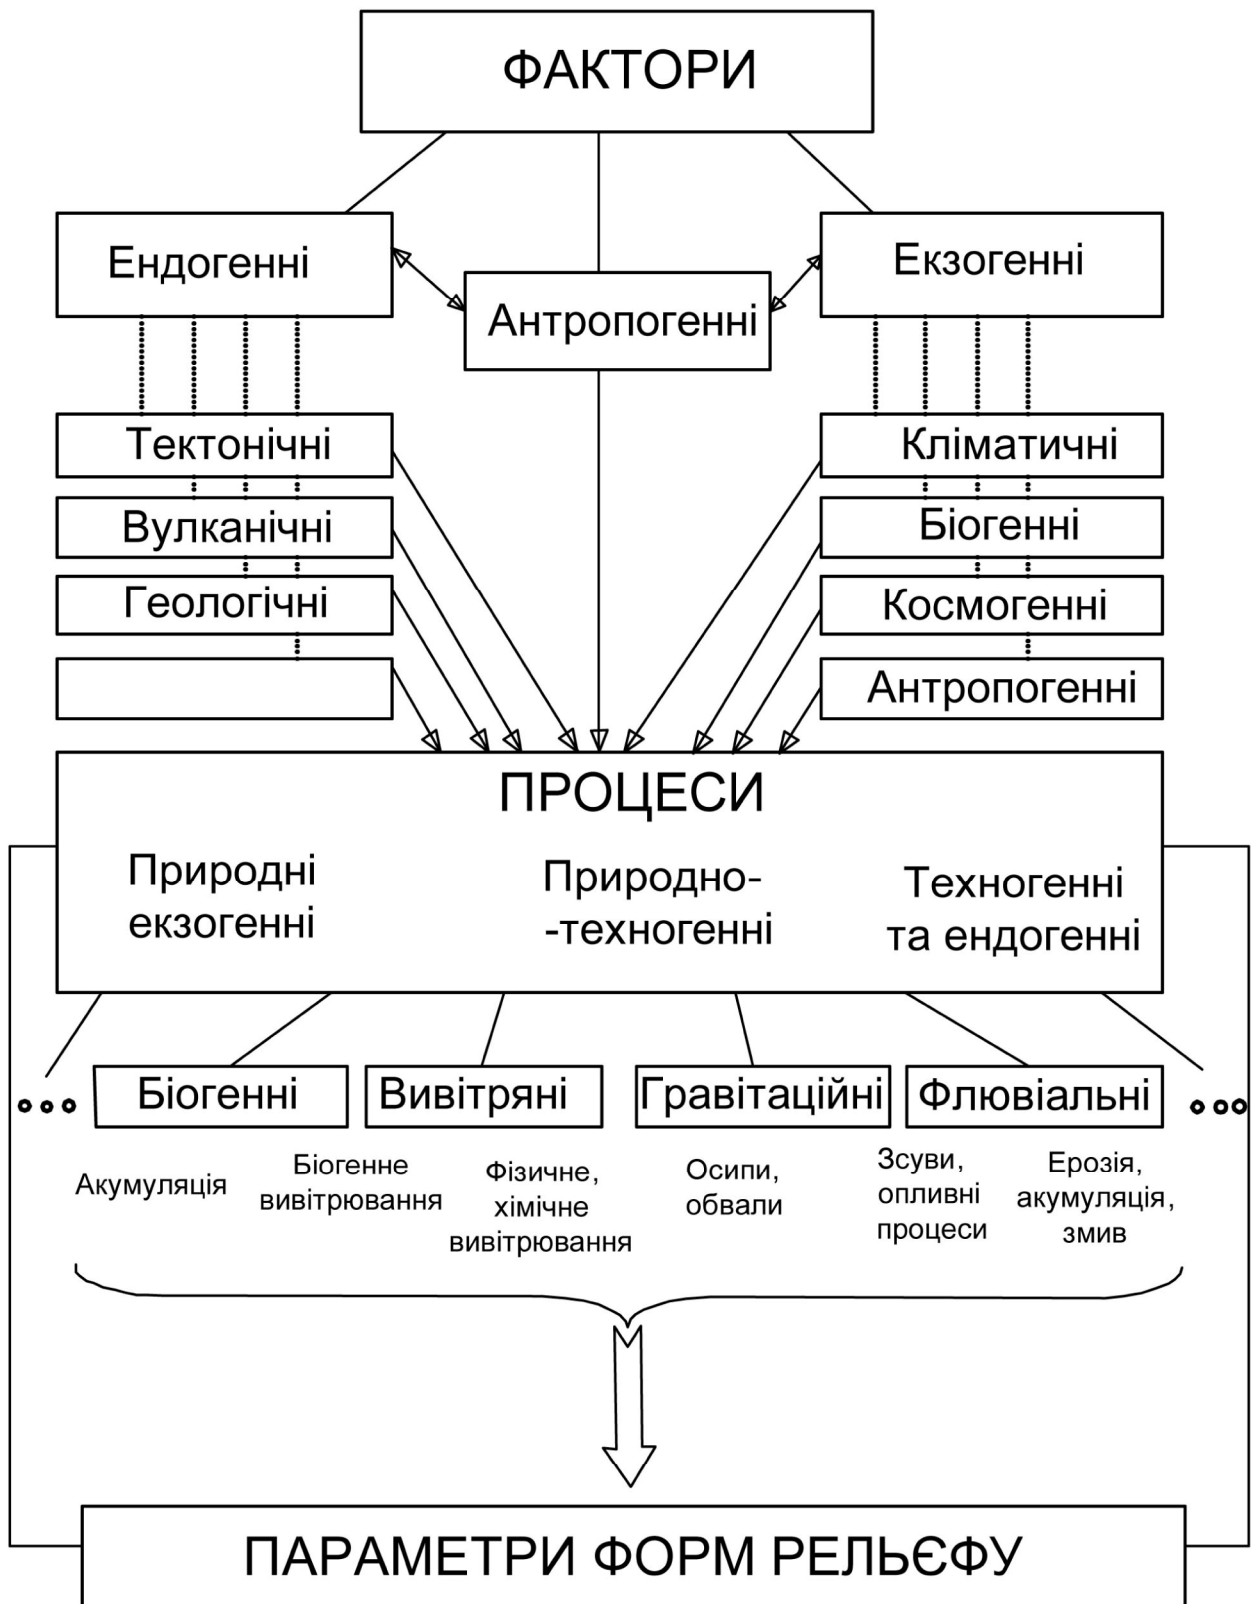 ФАКТОРИ
Ендогенні
Екзогенні
Антропогенні
Тектонічні
Кліматичні
Вулканічні
Біогенні
Геологічні
Космогенні
Антропогенні
ПРОЦЕСИ
Природні
екзогенні
Природно-
-техногенні
Техногенні
та ендогенні
Біогенні
Вивітряні
Гравітаційні
Флювіальні
Акумуляція
Біогенне
вивітрювання
Фізичне,
хімічне
вивітрювання
Осипи,
обвали
Зсуви,
опливні
процеси
Ерозія,
акумуляція,
змив
ПАРАМЕТРИ ФОРМ РЕЛЬЄФУ